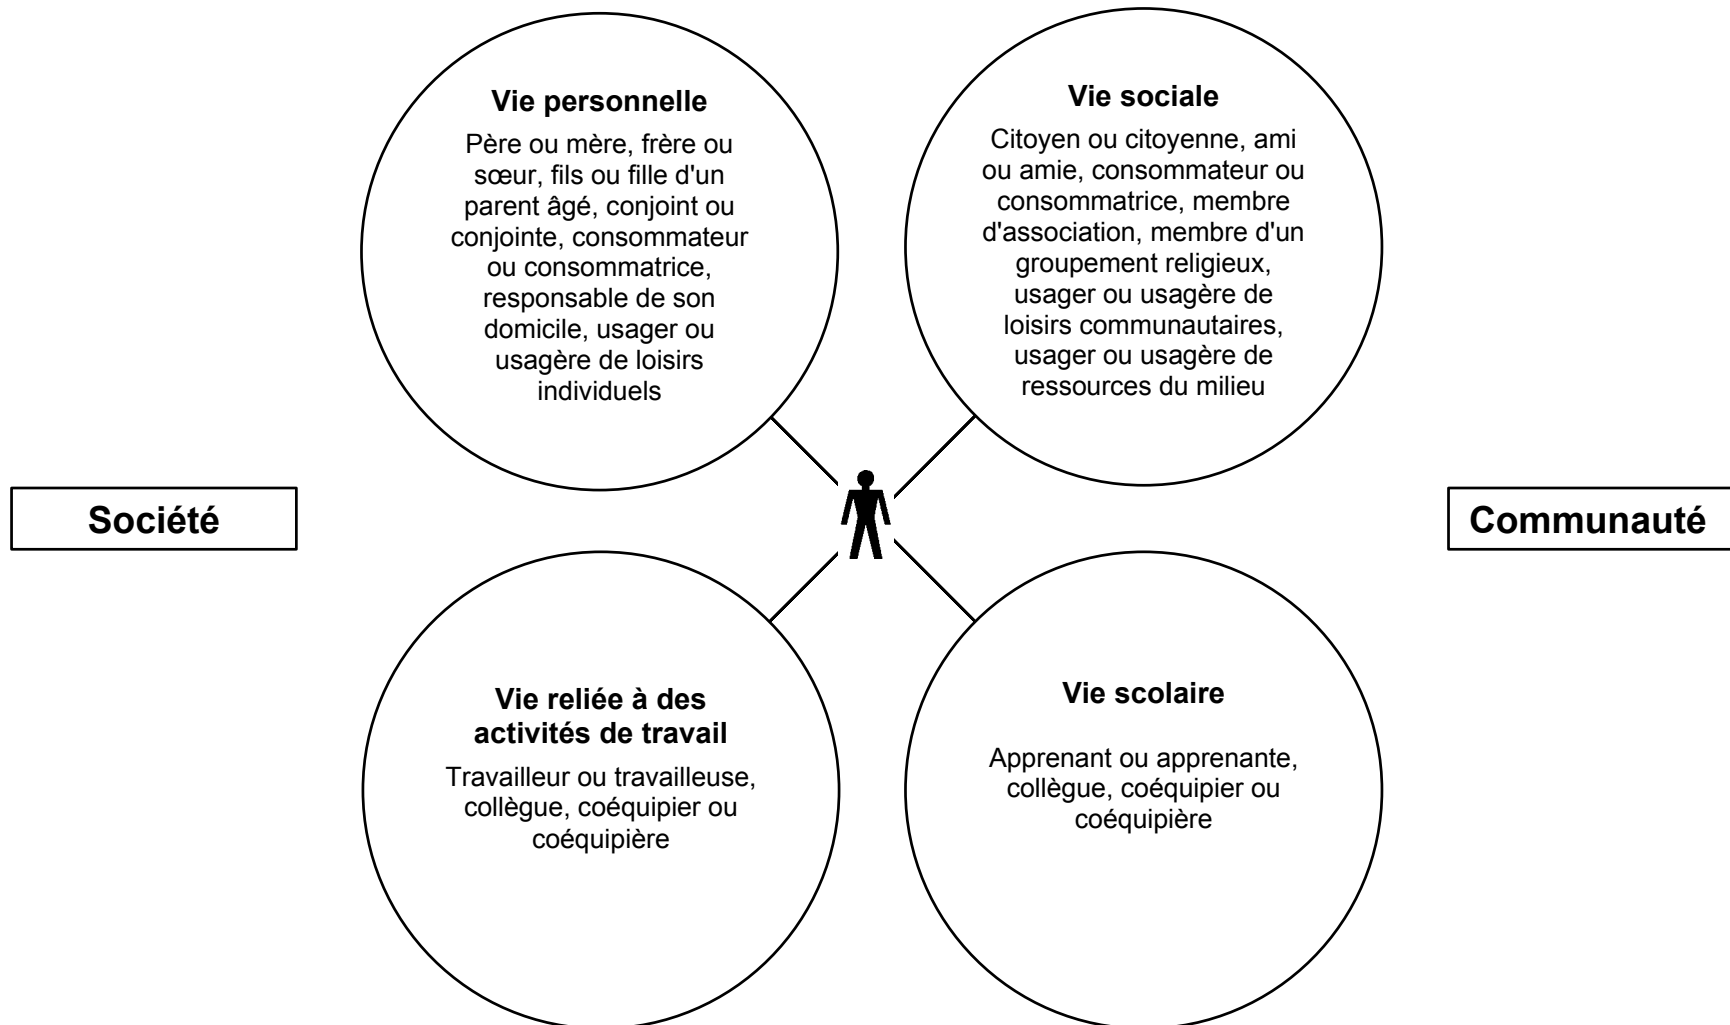 Vie personnelle
Père ou mère, frère ou
sœur, fils ou fille d'un
parent âgé, conjoint ou
conjointe, consommateur
ou consommatrice,
responsable de son
domicile, usager ou
usagère de loisirs
individuels
Vie sociale
Citoyen ou citoyenne, ami
ou amie, consommateur ou
consommatrice, membre
d'association, membre d'un
groupement religieux,
usager ou usagère de
loisirs communautaires,
usager ou usagère de
ressources du milieu
Société
Communauté
Vie reliée à des
activités de travail
Travailleur ou travailleuse,
collègue, coéquipier ou
coéquipière
Vie scolaire
Apprenant ou apprenante,
collègue, coéquipier ou
coéquipière